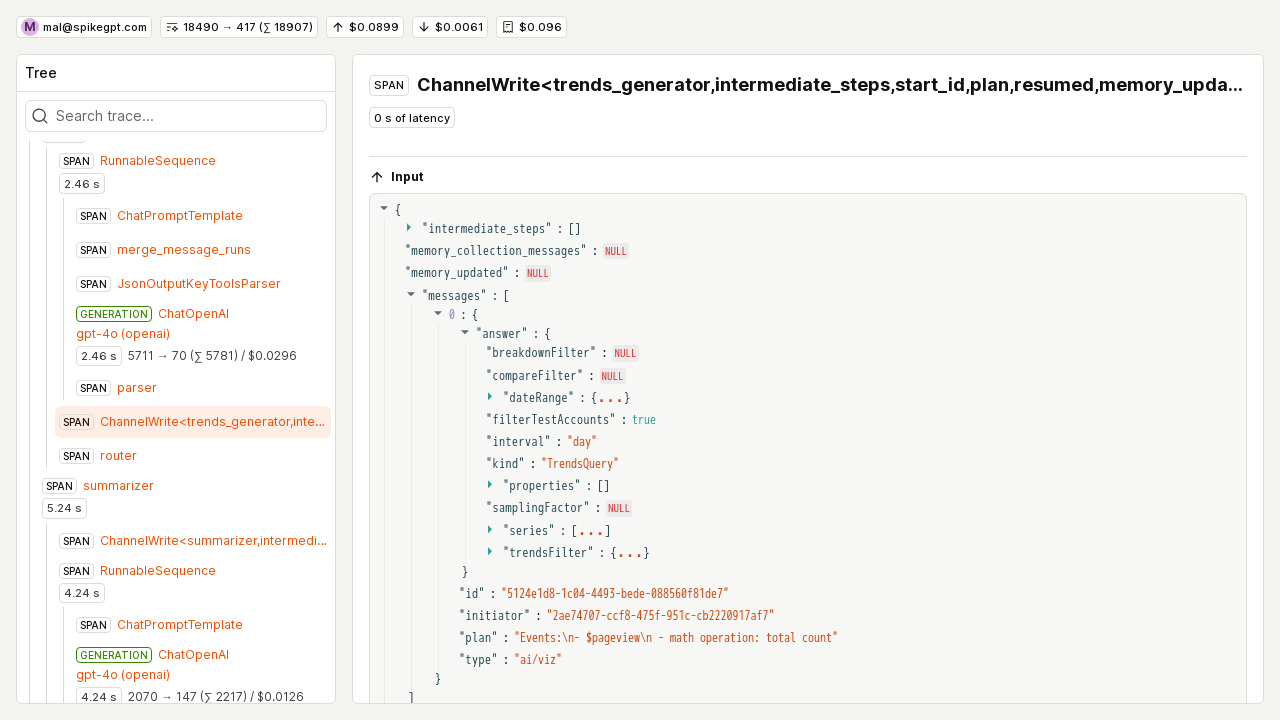 M mal@spikegpt.com 18490 → 417 (∑ 18907) $0.0899 $0.0061 $0.096
Tree
Search trace...
SPAN RunnableSequence
2.46 s
SPAN ChatPromptTemplate
SPAN merge_message_runs
SPAN JsonOutputKeyToolsParser
GENERATION ChatOpenAI
gpt-4o (openai)
2.46 s 5711 → 70 (∑ 5781) / $0.0296
SPAN parser
SPAN ChannelWrite<trends_generator,inte...
SPAN router
SPAN summarizer
5.24 s
SPAN ChannelWrite<summarizer,intermedi...
SPAN RunnableSequence
4.24 s
SPAN ChatPromptTemplate
GENERATION ChatOpenAI
gpt-4o (openai)
4.24 s 2070 → 147 (∑ 2217) / $0.0126
SPAN ChannelWrite<trends_generator,intermediate_steps,start_id,plan,resumed,memory_upda...
0 s of latency
Input
{
"intermediate_steps" : []
"memory_collection_messages" : NULL
"memory_updated" : NULL
"messages" : [
0 : {
"answer" : {
"breakdownFilter" : NULL
"compareFilter" : NULL
"dateRange" : {...}
"filterTestAccounts" : true
"interval" : "day"
"kind" : "TrendsQuery"
"properties" : []
"samplingFactor" : NULL
"series" : [...]
"trendsFilter" : {...}
}
"id" : "5124e1d8-1c04-4493-bede-088560f81de7"
"initiator" : "2ae74707-ccf8-475f-951c-cb2220917af7"
"plan" : "Events:\n- $pageview\n - math operation: total count"
"type" : "ai/viz"
}
]